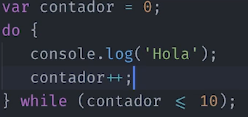 var contador = 0;
do {
console.log('Hola');
contador++;
} while (contador <= 10);